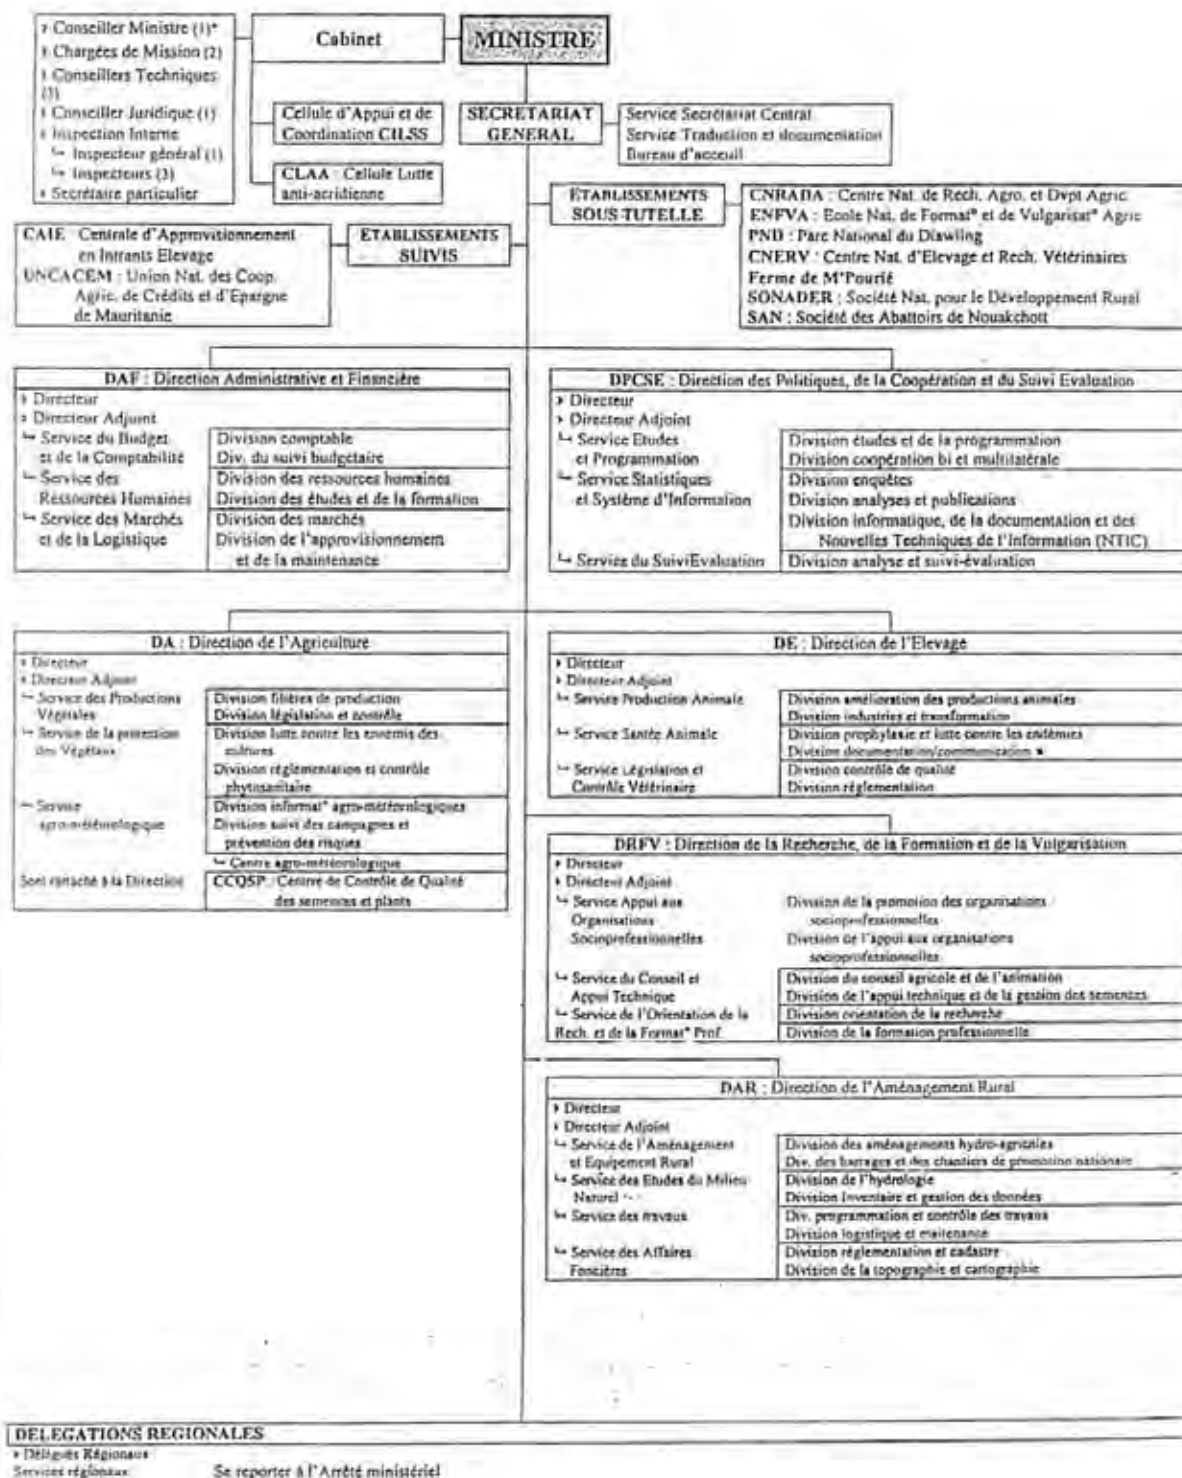 › Conseiller Ministre (1)*
› Chargées de Mission (2)
› Conseillers Techniques
(3)
› Conseiller Juridique (1)
› Inspection Interne
↳ Inspecteur général (1)
↳ Inspecteurs (3)
› Secrétaire particulier
Cabinet
MINISTRE
Cellule d'Appui et de
Coordination CILSS
CLAA : Cellule Lutte
anti-acridienne
SECRETARIAT
GENERAL
Service Secrétariat Central
Service Traduction et documentation
Bureau d'acceuil
ETABLISSEMENTS
SOUS TUTELLE
CNRADA : Centre Nat. de Rech. Agro. et Dvpt Agric.
ENFVA : Ecole Nat. de Format° et de Vulgarisat° Agric
PND : Parc National du Diawling
CNERV : Centre Nat. d'Elevage et Rech. Vétérinaires
Ferme de M'Pourié
SONADER : Société Nat. pour le Développement Rural
SAN : Société des Abattoirs de Nouakchott
CAIE Centrale d'Approvisionnement
en Intrants Elevage
UNCACEM : Union Nat. des Coop.
Agric. de Crédits et d'Epargne
de Mauritanie
ETABLISSEMENTS
SUIVIS
DAF : Direction Administrative et Financière
› Directeur
› Directeur Adjoint
↳ Service du Budget
et de la Comptabilité
Division comptable
Div. du suivi budgétaire
↳ Service des
Ressources Humaines
Division des ressources humaines
Division des études et de la formation
↳ Service des Marchés
et de la Logistique
Division des marchés
Division de l'approvisionnement
et de la maintenance
DPCSE : Direction des Politiques, de la Coopération et du Suivi Evaluation
› Directeur
› Directeur Adjoint
↳ Service Etudes
et Programmation
Division études et de la programmation
Division coopération bi et multilatérale
↳ Service Statistiques
et Système d'Information
Division enquêtes
Division analyses et publications
Division informatique, de la documentation et des
Nouvelles Techniques de l'Information (NTIC)
↳ Service du SuiviEvaluation
Division analyse et suivi-évaluation
DA : Direction de l'Agriculture
› Directeur
› Directeur Adjoint
↳ Service des Productions
Végétales
Division filières de production
Division législation et contrôle
↳ Service de la protection
des Végétaux
Division lutte contre les ennemis des
cultures
Division réglementation et contrôle
phytosanitaire
↳ Service
agro-météorologique
Division informat° agro-météorologiques
Division suivi des campagnes et
prévention des risques
↳ Centre agro-météorologique
Sont rattaché à la Direction
CCQSP : Centre de Contrôle de Qualité
des semences et plants
DE : Direction de l'Elevage
› Directeur
› Directeur Adjoint
↳ Service Production Animale
Division amélioration des productions animales
Division industries et transformation
↳ Service Santée Animale
Division prophylaxie et lutte contre les endémies
Division documentation/communication
↳ Service Législation et
Contrôle Vétérinaire
Division contrôle de qualité
Division réglementation
DRFV : Direction de la Recherche, de la Formation et de la Vulgarisation
› Directeur
› Directeur Adjoint
↳ Service Appui aux
Organisations
Socioprofessionnelles
Division de la promotion des organisations
socioprofessionnelles
Division de l'appui aux organisations
socioprofessionnelles
↳ Service du Conseil et
Appui Technique
Division du conseil agricole et de l'animation
Division de l'appui technique et de la gestion des semences
↳ Service de l'Orientation de la
Rech. et de la Format° Prof.
Division orientation de la recherche
Division de la formation professionnelle
DAR : Direction de l'Aménagement Rural
› Directeur
› Directeur Adjoint
↳ Service de l'Aménagement
et Equipement Rural
Division des aménagements hydro-agricoles
Div. des barrages et des chantiers de promotion nationale
↳ Service des Etudes du Milieu
Naturel
Division de l'hydrologie
Division Inventaire et gestion des données
↳ Service des travaux
Div. programmation et contrôle des travaux
Division logistique et maitenance
↳ Service des Affaires
Foncières
Division réglementation et cadastre
Division de la topographie et cartographie
DELEGATIONS REGIONALES
› Délégués Régionaux
Services régionaux
Se reporter à l'Arrêté ministériel